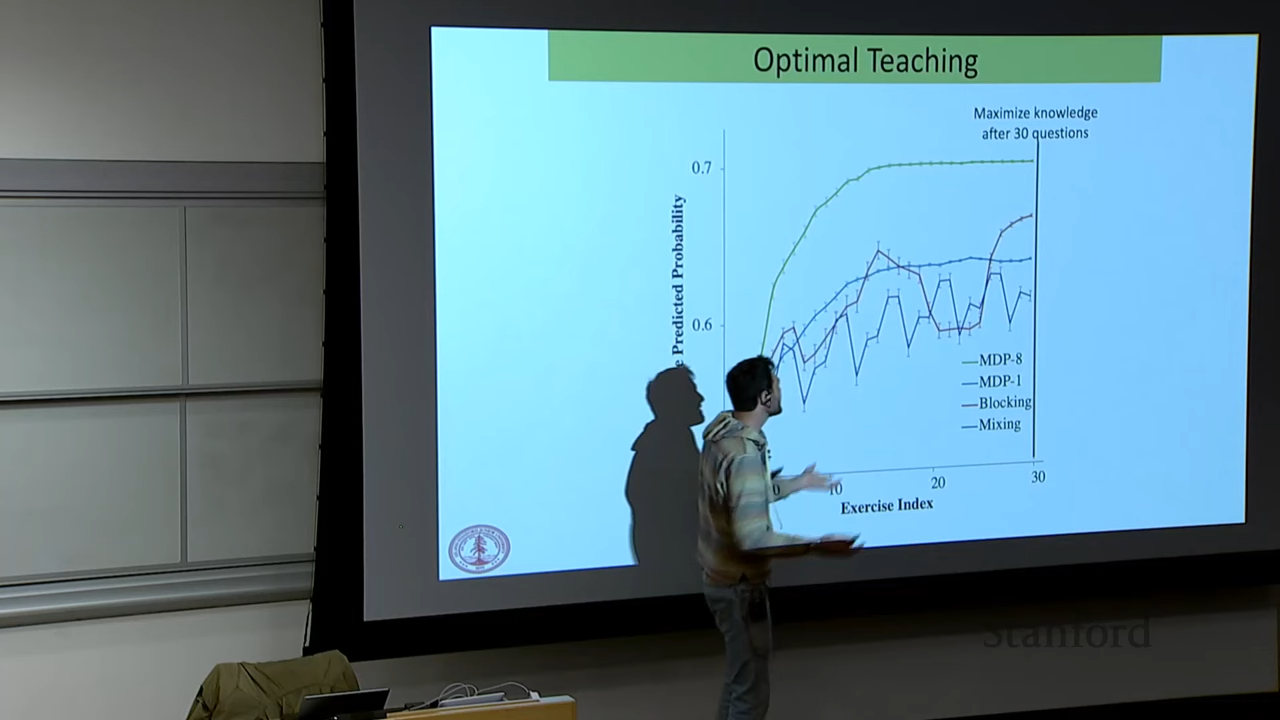 Optimal Teaching
Maximize knowledge
after 30 questions
0.7
0.6
Predicted Probability
MDP-8
MDP-1
Blocking
Mixing
0
10
20
30
Exercise Index
Stanford